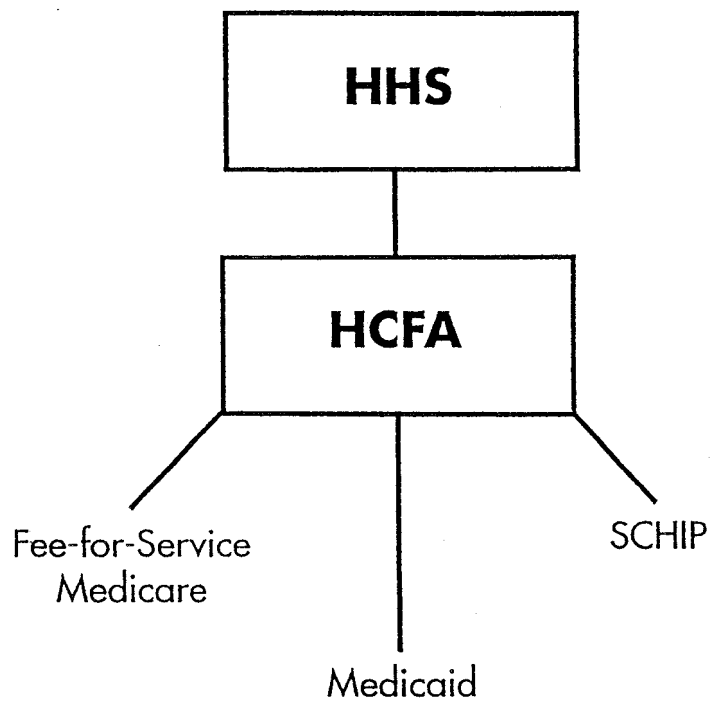 HHS
HCFA
Fee-for-Service
Medicare
SCHIP
Medicaid